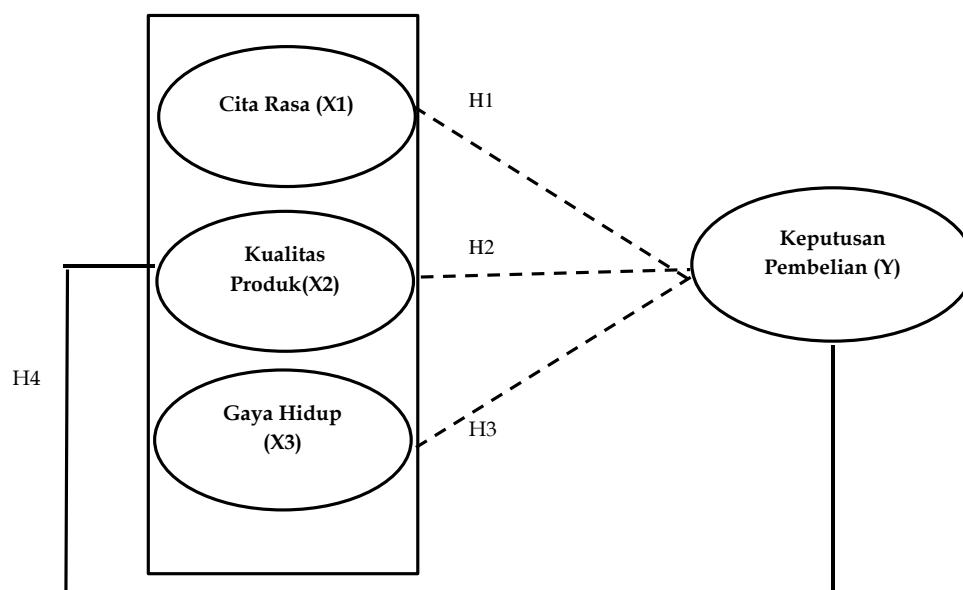 Cita Rasa (X1)
H1
Kualitas
Produk(X2)
H2
Keputusan
Pembelian (Y)
H4
Gaya Hidup
(X3)
H3